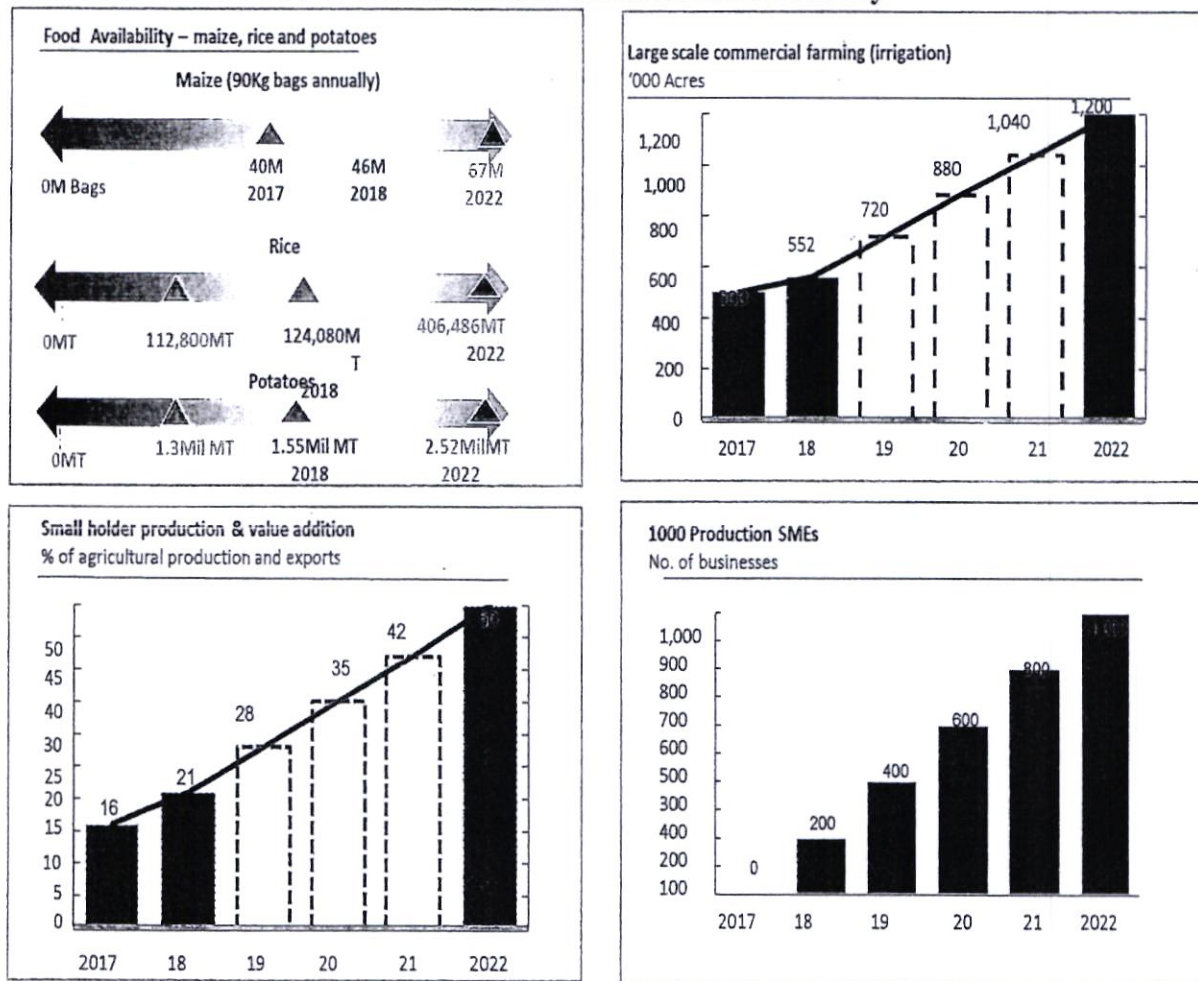 Food Availability – maize, rice and potatoes
Maize (90Kg bags annually)
0M Bags
40M 46M 67M
2017 2018 2022
Rice
0MT 112,800MT 124,080M 406,486MT
T 2022
Potatoes 2018
0MT 1.3Mil MT 1.55Mil MT 2.52MilMT
2018 2022
Large scale commercial farming (irrigation)
'000 Acres
1,200
1,040
1,200
880
1,000
720
800
552
600
400
200
0
2017 18 19 20 21 2022
Small holder production & value addition
% of agricultural production and exports
50
42
45
35
40
28
30
25
21
20
16
15
10
5
0
2017 18 19 20 21 2022
1000 Production SMEs
No. of businesses
1,000
900
800
800
700
600
600
500
400
300
200
400
200
0
100
2017 18 19 20 21 2022